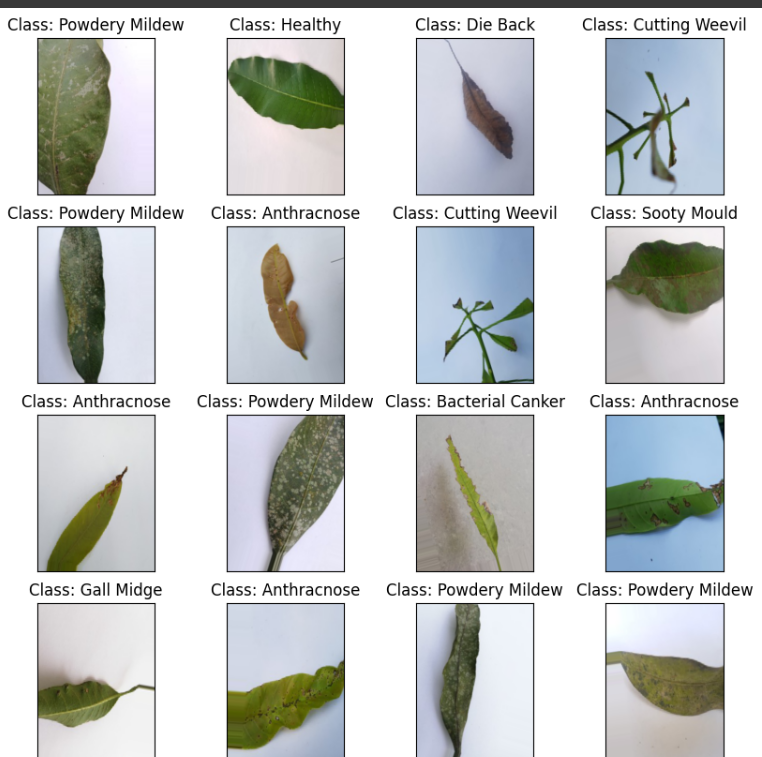 Class: Powdery Mildew
Class: Healthy
Class: Die Back
Class: Cutting Weevil
Class: Powdery Mildew
Class: Anthracnose
Class: Cutting Weevil
Class: Sooty Mould
Class: Anthracnose
Class: Powdery Mildew
Class: Bacterial Canker
Class: Anthracnose
Class: Gall Midge
Class: Anthracnose
Class: Powdery Mildew
Class: Powdery Mildew